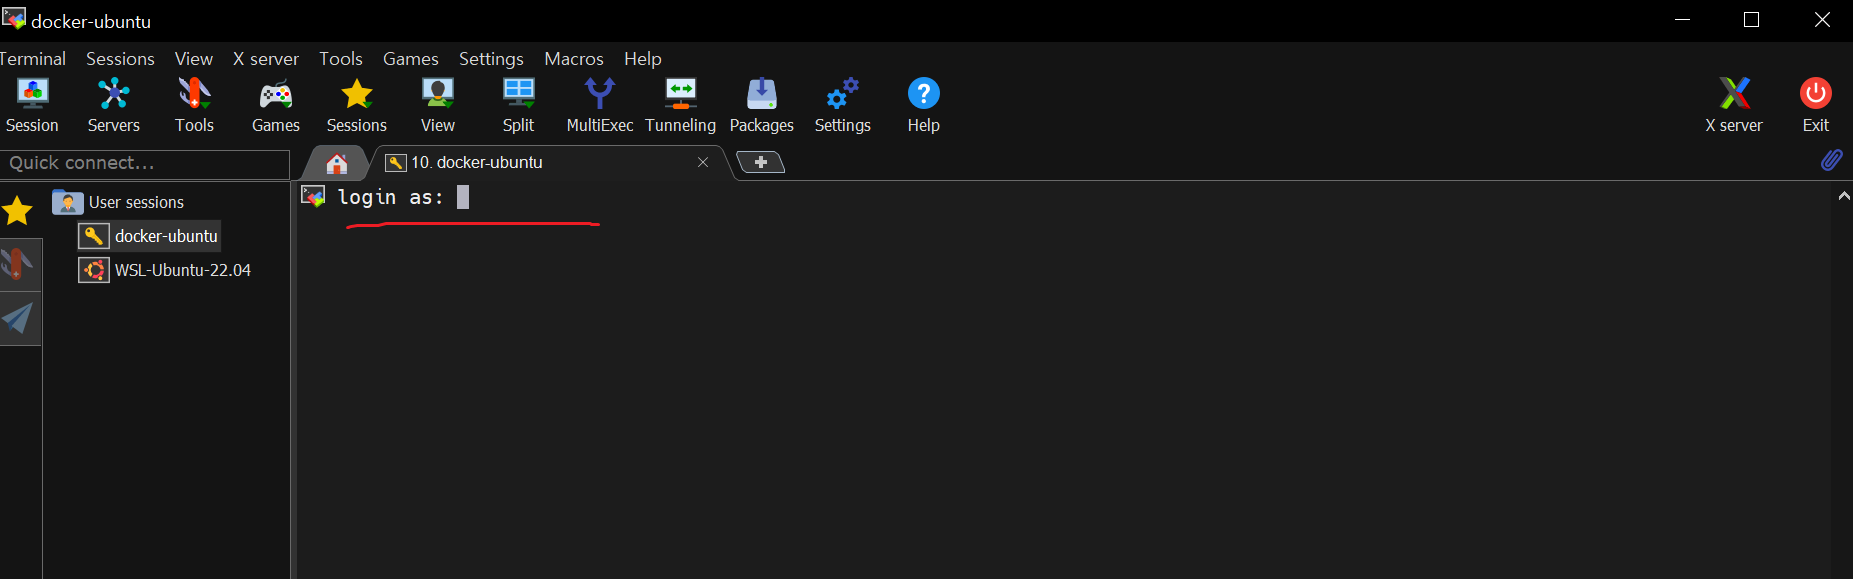 docker-ubuntu
Terminal Sessions View X server Tools Games Settings Macros Help
Session Servers Tools Games Sessions View Split MultiExec Tunneling Packages Settings Help X server Exit
Quick connect... 10. docker-ubuntu
login as:
User sessions
docker-ubuntu
WSL-Ubuntu-22.04